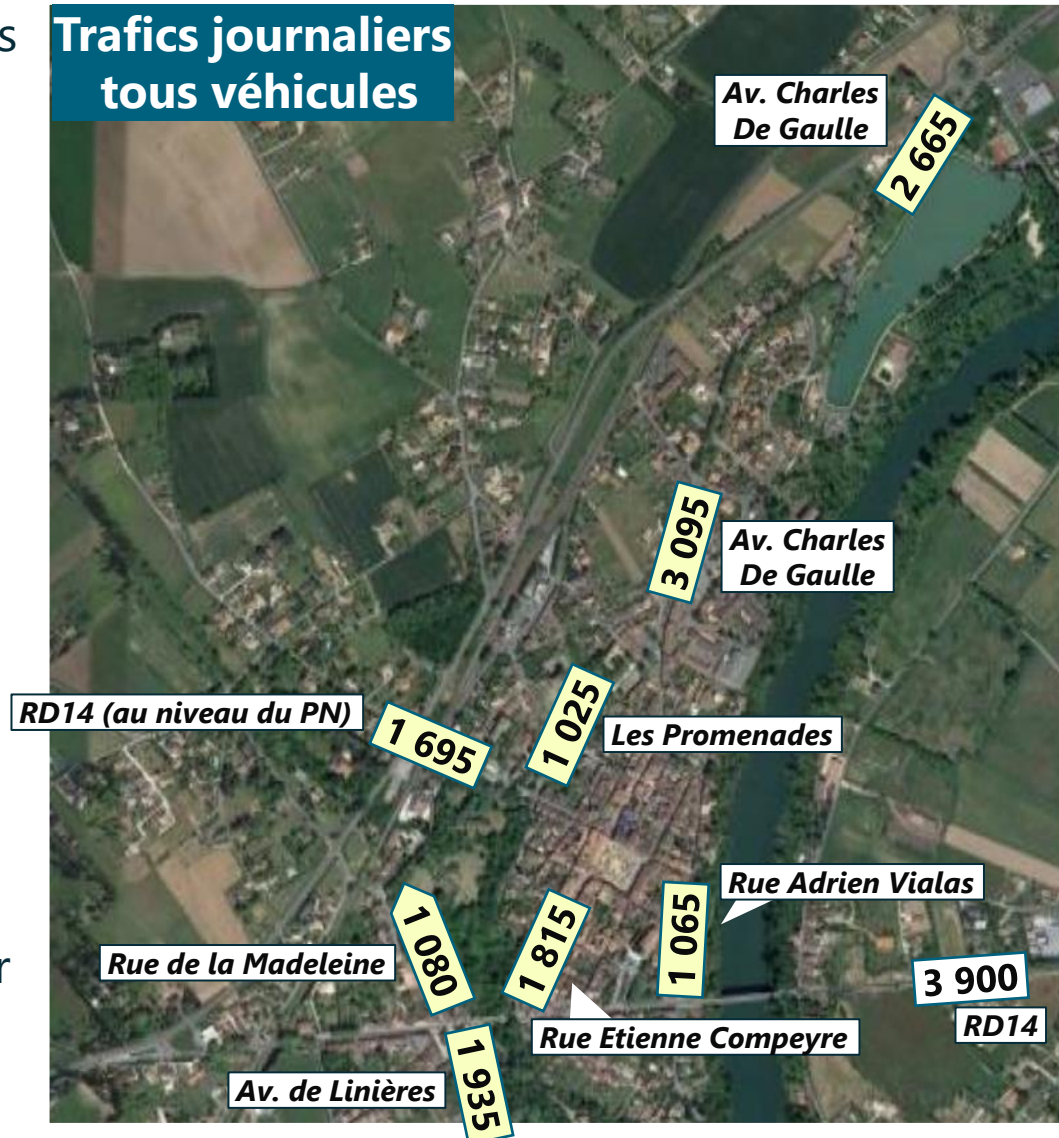 s
Trafics journaliers
tous véhicules
Av. Charles
De Gaulle
2 665
3 095
Av. Charles
De Gaulle
RD14 (au niveau du PN)
1 695
1 025
Les Promenades
Rue Adrien Vialas
1 065
1 815
1 080
Rue de la Madeleine
r
3 900
RD14
Rue Etienne Compeyre
Av. de Linières
1 935